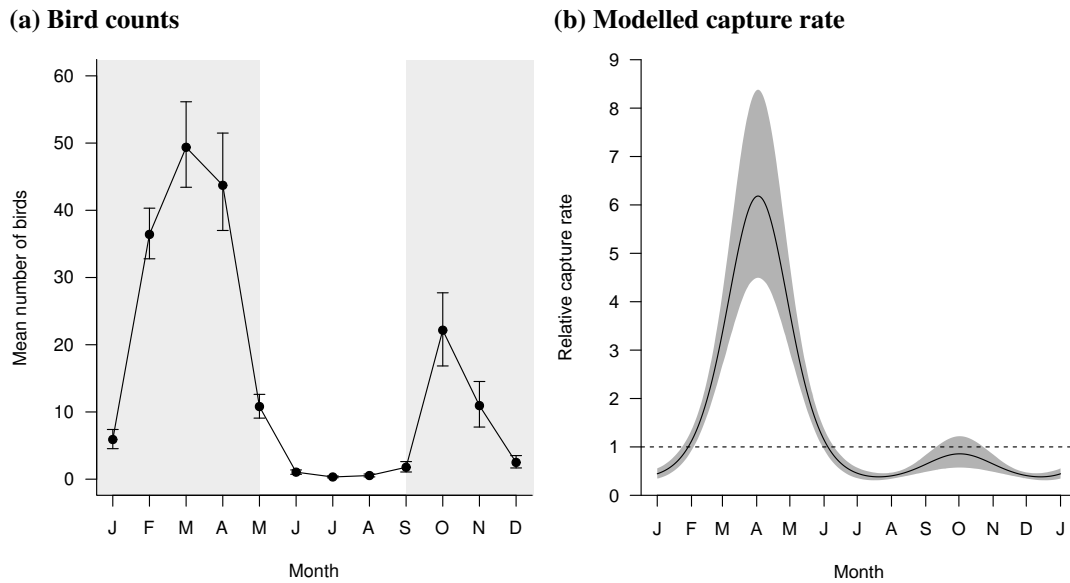 (a) Bird counts
60
50
40
30
20
10
0
Mean number of birds
J F M A M J J A S O N D
Month
(b) Modelled capture rate
9
8
7
6
5
4
3
2
1
0
Relative capture rate
J F M A M J J A S O N D J
Month